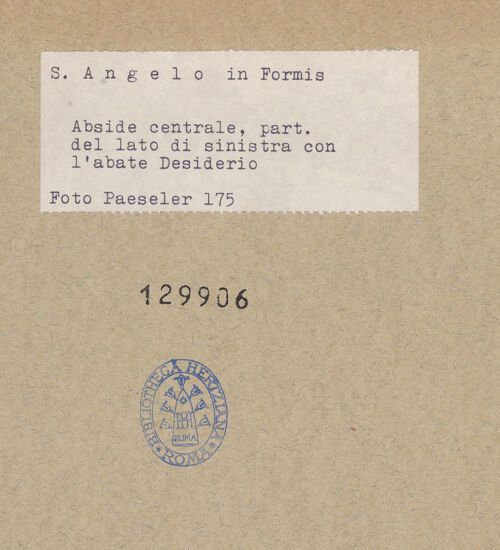 S. Angelo in Formis
Abside centrale, part.
del lato di sinistra con
l'abate Desiderio
Foto Paeseler 175
129906
BIBLIOTHECA HERTZIANA
ROMA
ROMA